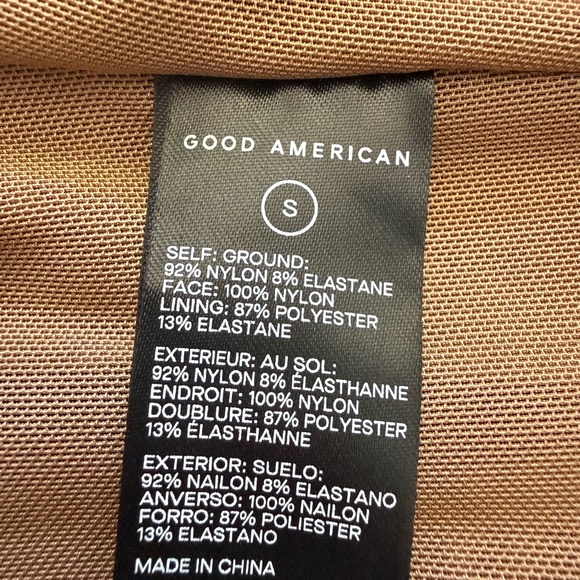 GOOD AMERICAN
S
SELF: GROUND:
92% NYLON 8% ELASTANE
FACE: 100% NYLON
LINING: 87% POLYESTER
13% ELASTANE
EXTERIEUR: AU SOL:
92% NYLON 8% ÉLASTHANNE
ENDROIT: 100% NYLON
DOUBLURE: 87% POLYESTER
13% ÉLASTHANNE
EXTERIOR: SUELO:
92% NAILON 8% ELASTANO
ANVERSO: 100% NAILON
FORRO: 87% POLIESTER
13% ELASTANO
MADE IN CHINA